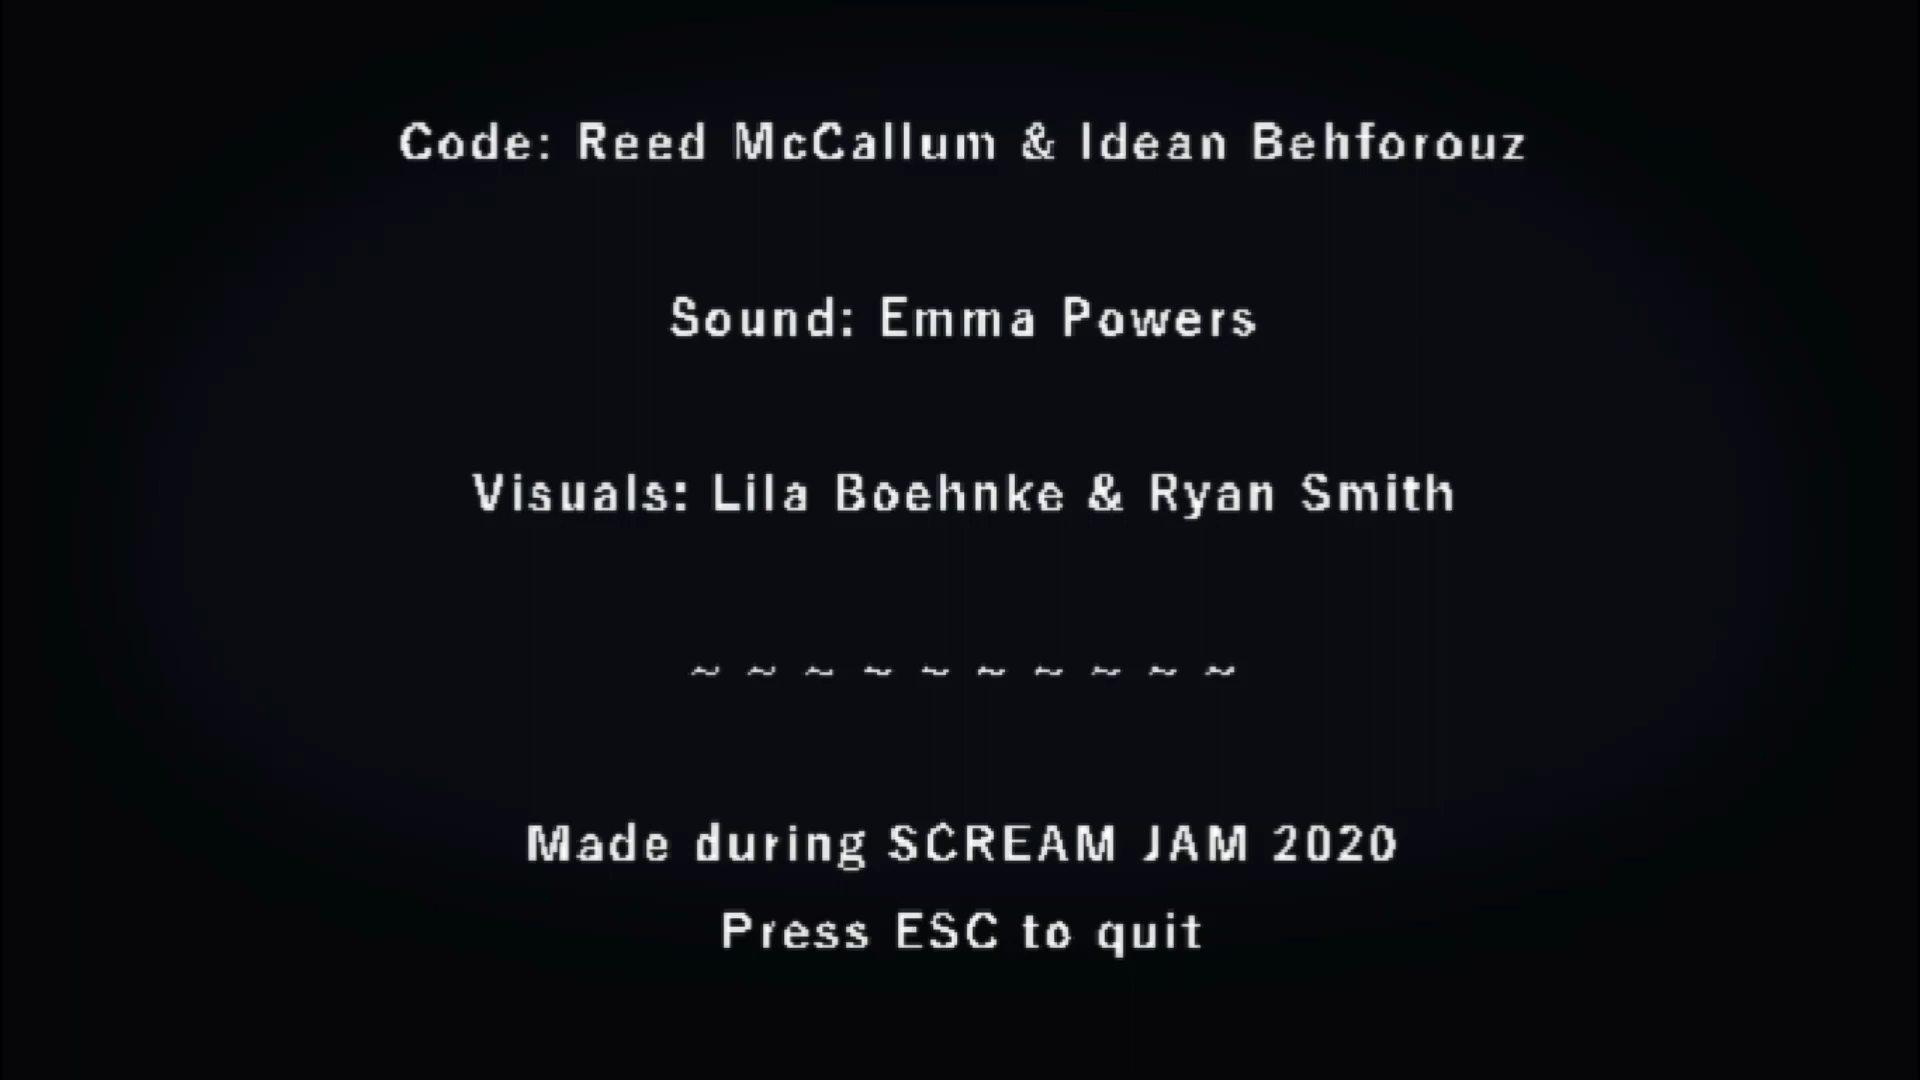 Code: Reed McCallum & Idean Behforouz
Sound: Emma Powers
Visuals: Lila Boehnke & Ryan Smith
~ ~ ~ ~ ~ ~ ~ ~ ~ ~
Made during SCREAM JAM 2020
Press ESC to quit